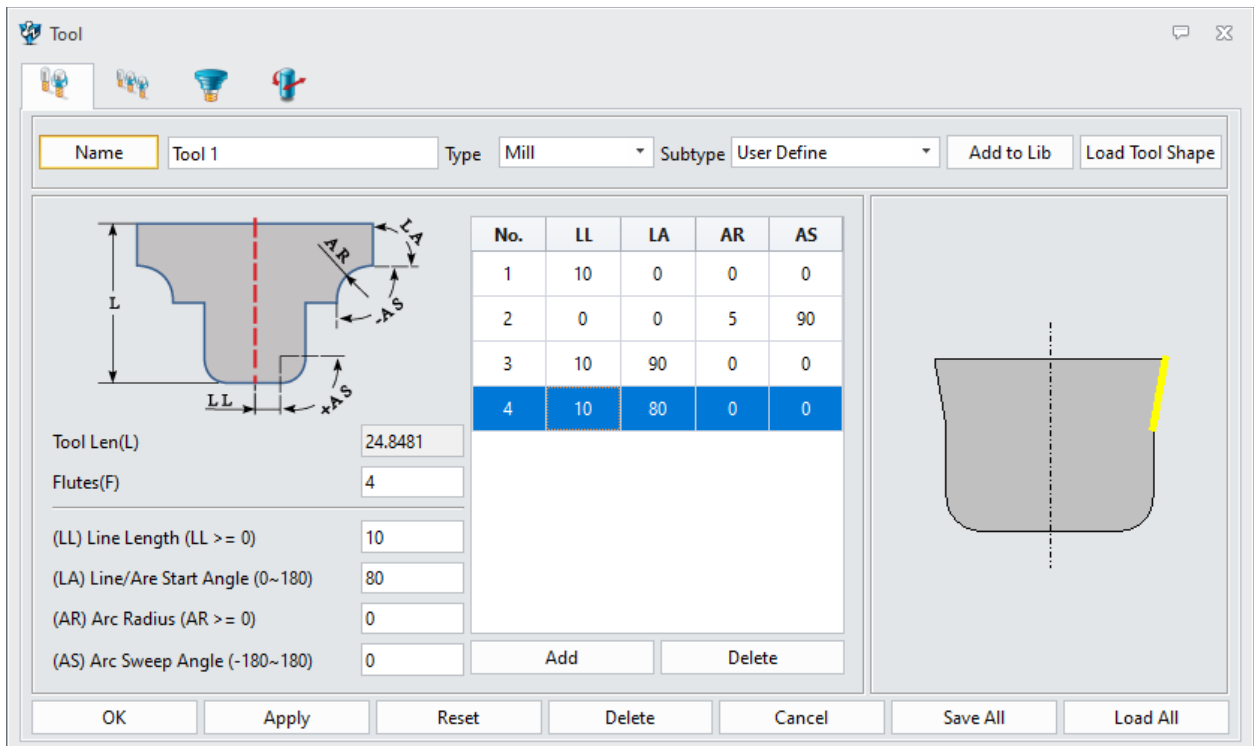 Tool
Name Tool 1 Type Mill Subtype User Define Add to Lib Load Tool Shape
L
LL
AR
LA
-AS
+AS
No. LL LA AR AS
1 10 0 0 0
2 0 0 5 90
3 10 90 0 0
4 10 80 0 0
Tool Len(L) 24.8481
Flutes(F) 4
(LL) Line Length (LL >= 0) 10
(LA) Line/Are Start Angle (0~180) 80
(AR) Arc Radius (AR >= 0) 0
(AS) Arc Sweep Angle (-180~180) 0
Add Delete
OK Apply Reset Delete Cancel Save All Load All